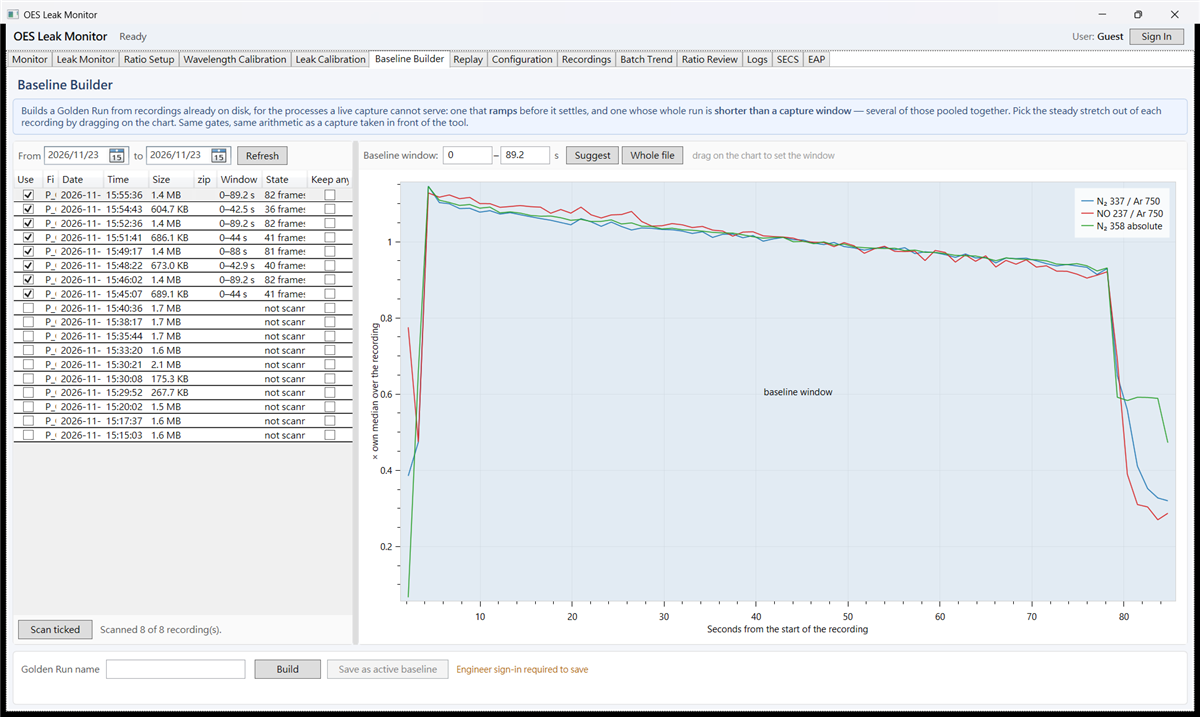 OES Leak Monitor
OES Leak Monitor Ready User: Guest Sign In
Monitor Leak Monitor Ratio Setup Wavelength Calibration Leak Calibration Baseline Builder Replay Configuration Recordings Batch Trend Ratio Review Logs SECS EAP
Baseline Builder
Builds a Golden Run from recordings already on disk, for the processes a live capture cannot serve: one that ramps before it settles, and one whose whole run is shorter than a capture window — several of those pooled together. Pick the steady stretch out of each
recording by dragging on the chart. Same gates, same arithmetic as a capture taken in front of the tool.
From 2026/11/23 15 to 2026/11/23 15 Refresh
Baseline window: 0 – 89.2 s Suggest Whole file drag on the chart to set the window
Use Fi Date Time Size zip Window State Keep any
P_ 2026-11- 15:55:36 1.4 MB 0–89.2 s 82 frames
P_ 2026-11- 15:54:43 604.7 KB 0–42.5 s 36 frames
P_ 2026-11- 15:52:36 1.4 MB 0–89.2 s 82 frames
P_ 2026-11- 15:51:41 686.1 KB 0–44 s 41 frames
P_ 2026-11- 15:49:17 1.4 MB 0–88 s 81 frames
P_ 2026-11- 15:48:22 673.0 KB 0–42.9 s 40 frames
P_ 2026-11- 15:46:02 1.4 MB 0–89.2 s 82 frames
P_ 2026-11- 15:45:07 689.1 KB 0–44 s 41 frames
P_ 2026-11- 15:40:36 1.7 MB not scanr
P_ 2026-11- 15:38:17 1.7 MB not scanr
P_ 2026-11- 15:35:44 1.7 MB not scanr
P_ 2026-11- 15:33:20 1.6 MB not scanr
P_ 2026-11- 15:30:21 2.1 MB not scanr
P_ 2026-11- 15:30:08 175.3 KB not scanr
P_ 2026-11- 15:29:52 267.7 KB not scanr
P_ 2026-11- 15:20:02 1.5 MB not scanr
P_ 2026-11- 15:17:37 1.6 MB not scanr
P_ 2026-11- 15:15:03 1.6 MB not scanr
Scan ticked Scanned 8 of 8 recording(s).
× own median over the recording
1
0.8
0.6
0.4
0.2
N₂ 337 / Ar 750
NO 237 / Ar 750
N₂ 358 absolute
baseline window
10 20 30 40 50 60 70 80
Seconds from the start of the recording
Golden Run name Build Save as active baseline Engineer sign-in required to save